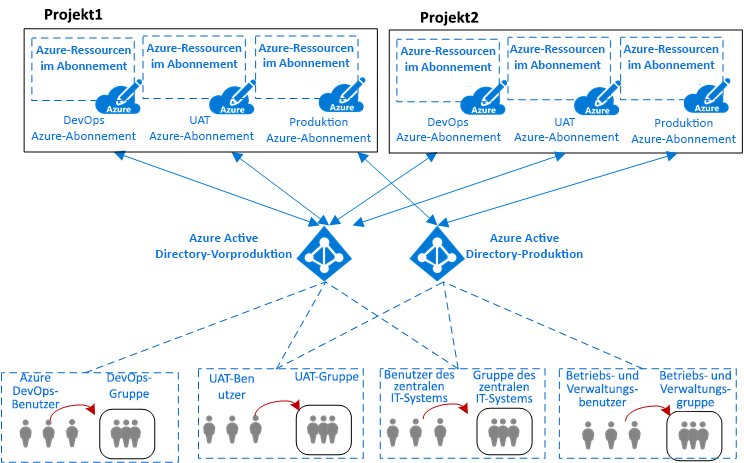 Projekt1
Projekt2
Azure-Ressourcen
im Abonnement
Azure-Ressourcen
im Abonnement
Azure-Ressourcen
im Abonnement
Azure-Ressourcen
im Abonnement
Azure-Ressourcen
im Abonnement
Azure-Ressourcen
im Abonnement
Azure
Azure
Azure
Azure
Azure
Azure
DevOps
Azure-Abonnement
UAT
Azure-Abonnement
Produktion
Azure-Abonnement
DevOps
Azure-Abonnement
UAT
Azure-Abonnement
Produktion
Azure-Abonnement
Azure Active
Directory-Vorproduktion
Azure Active
Directory-Produktion
Azure
DevOps-
Benutzer
DevOps-
Gruppe
UAT-Ben
utzer
UAT-Gruppe
Benutzer des
zentralen
IT-Systems
Gruppe des
zentralen
IT-Systems
Betriebs- und
Verwaltungs-
benutzer
Betriebs- und
Verwaltungs-
gruppe